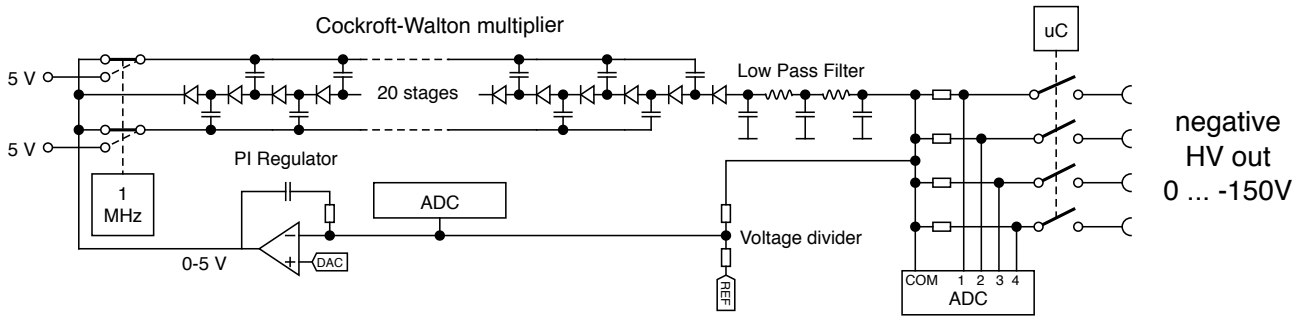 Cockroft-Walton multiplier
uC
5 V
20 stages
Low Pass Filter
5 V
negative
HV out
0 ... -150V
PI Regulator
1
MHz
ADC
Voltage divider
0-5 V
DAC
REF
COM 1 2 3 4
ADC